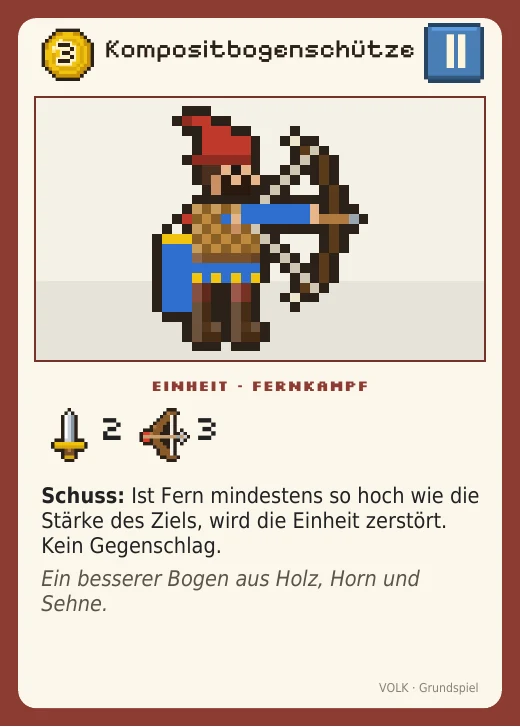 3 Kompositbogenschütze II
EINHEIT · FERNKAMPF
2 3
Schuss: Ist Fern mindestens so hoch wie die
Stärke des Ziels, wird die Einheit zerstört.
Kein Gegenschlag.
Ein besserer Bogen aus Holz, Horn und
Sehne.
VOLK · Grundspiel